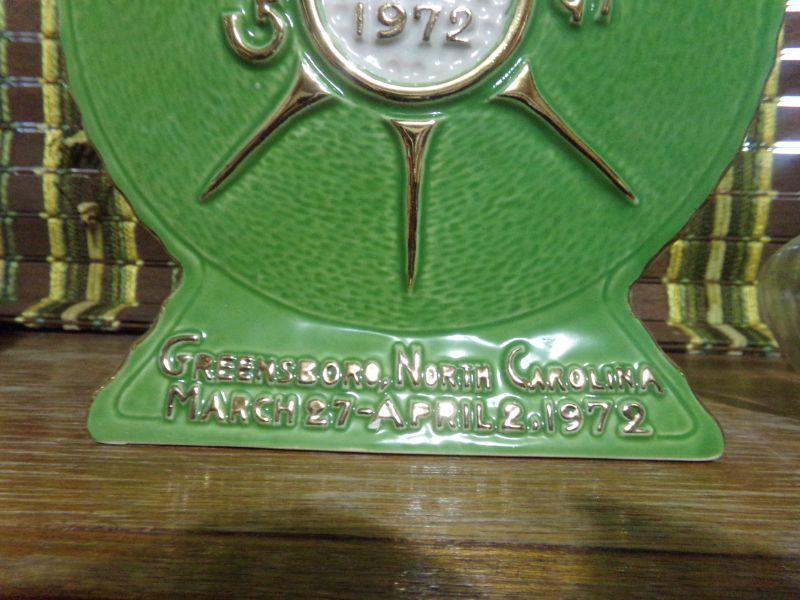 1972
GREENSBORO, NORTH CAROLINA
MARCH 27-APRIL 2, 1972